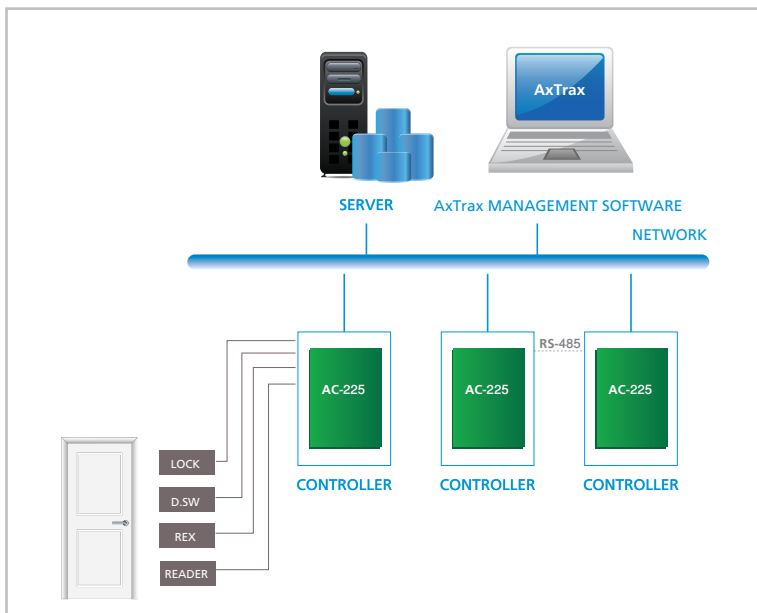 AxTrax
SERVER
AxTrax MANAGEMENT SOFTWARE
NETWORK
RS-485
AC-225
AC-225
AC-225
CONTROLLER
CONTROLLER
CONTROLLER
LOCK
D.SW
REX
READER